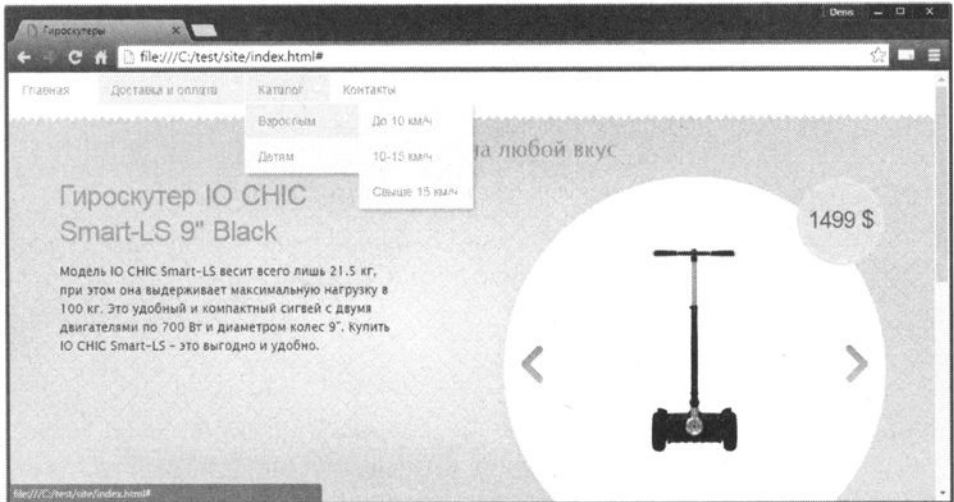 Denis
Гироскутеры
file:///C:/test/site/index.html#
Главная Доставка и оплата Каталог Контакты
Взрослым До 10 км/ч
на любой вкус
Детям 10-15 км/ч
Свыше 15 км/ч
Гироскутер IO CHIC
Smart-LS 9" Black
1499 $
Модель IO CHIC Smart-LS весит всего лишь 21.5 кг,
при этом она выдерживает максимальную нагрузку в
100 кг. Это удобный и компактный сигвей с двумя
двигателями по 700 Вт и диаметром колес 9". Купить
IO CHIC Smart-LS – это выгодно и удобно.
file:///C:/test/site/index.html#